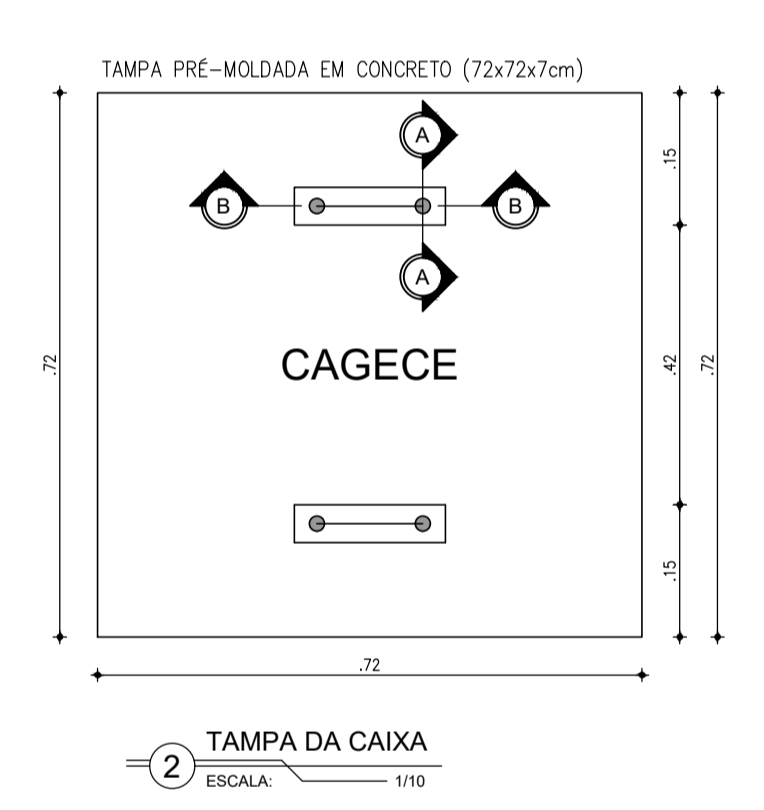 TAMPA PRÉ-MOLDADA EM CONCRETO (72x72x7cm)
A
.15
B
B
A
CAGECE
.72
.42
.72
.15
.72
2
TAMPA DA CAIXA
ESCALA: 1/10